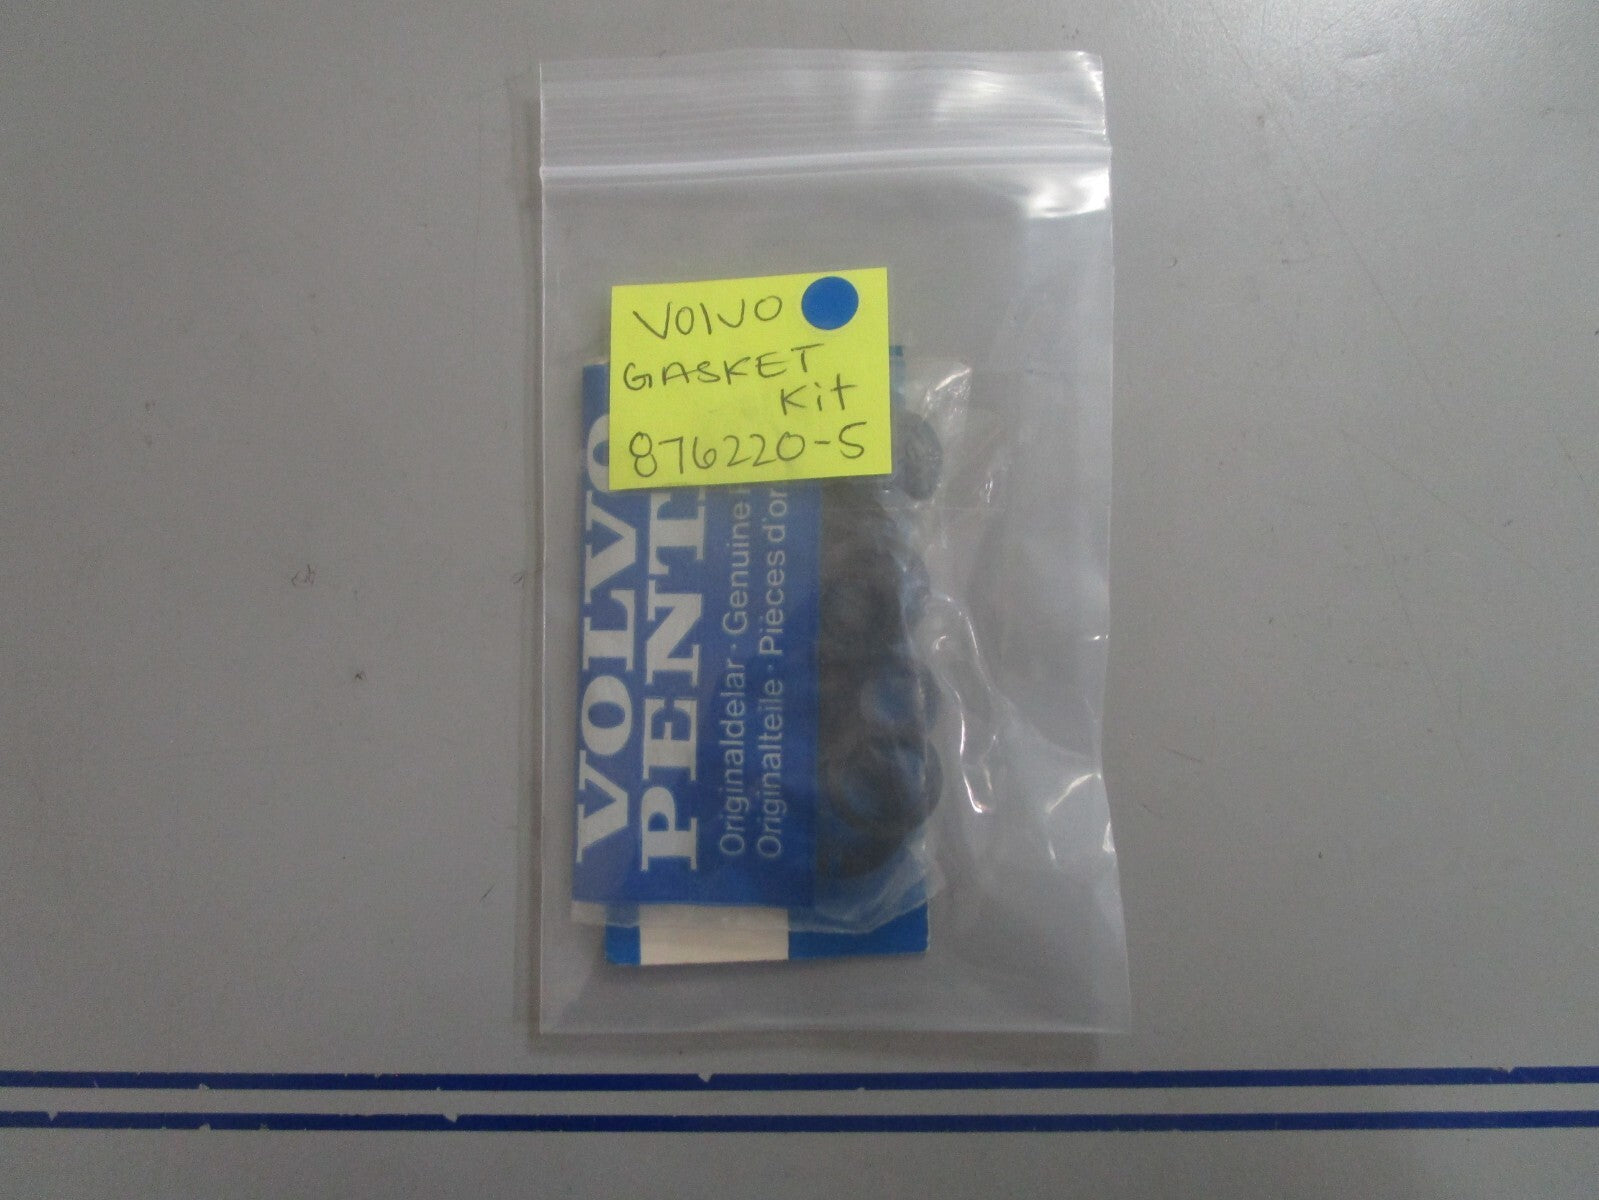 VOLVO
GASKET
Kit
876220-5
VOLVO
PENT
Originaldelar · Genuine
Originalteile · Pièces d'or